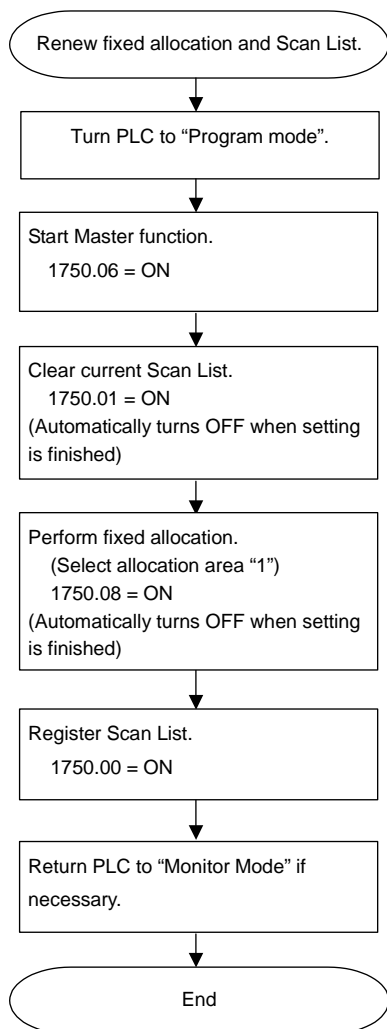 Renew fixed allocation and Scan List.
Turn PLC to “Program mode”.
Start Master function.
1750.06 = ON
Clear current Scan List.
1750.01 = ON
(Automatically turns OFF when setting
is finished)
Perform fixed allocation.
(Select allocation area “1”)
1750.08 = ON
(Automatically turns OFF when setting
is finished)
Register Scan List.
1750.00 = ON
Return PLC to “Monitor Mode” if
necessary.
End